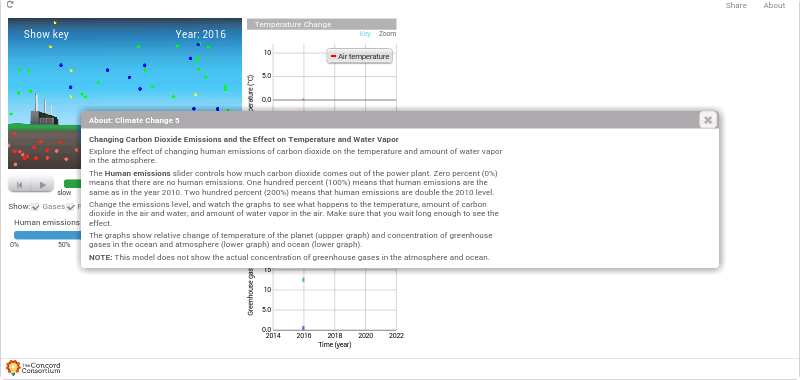 Share About
Show key Year: 2016
Temperature Change
Key Zoom
Air temperature
10
5.0
0.0
About: Climate Change 5
Changing Carbon Dioxide Emissions and the Effect on Temperature and Water Vapor
Explore the effect of changing human emissions of carbon dioxide on the temperature and amount of water vapor
in the atmosphere.
The Human emissions slider controls how much carbon dioxide comes out of the power plant. Zero percent (0%)
means that there are no human emissions. One hundred percent (100%) means that human emissions are the
same as in the year 2010. Two hundred percent (200%) means that human emissions are double the 2010 level.
Change the emissions level, and watch the graphs to see what happens to the temperature, amount of carbon
dioxide in the air and water, and amount of water vapor in the air. Make sure that you wait long enough to see the
effect.
The graphs show relative change of temperature of the planet (uppper graph) and concentration of greenhouse
gases in the ocean and atmosphere (lower graph) and ocean (lower graph).
NOTE: This model does not show the actual concentration of greenhouse gases in the atmosphere and ocean.
slow
Show: Gases
Human emissions
0% 50%
15
10
5.0
0.0
Greenhouse gas
2014 2016 2018 2020 2022
Time (year)
The Concord
Consortium